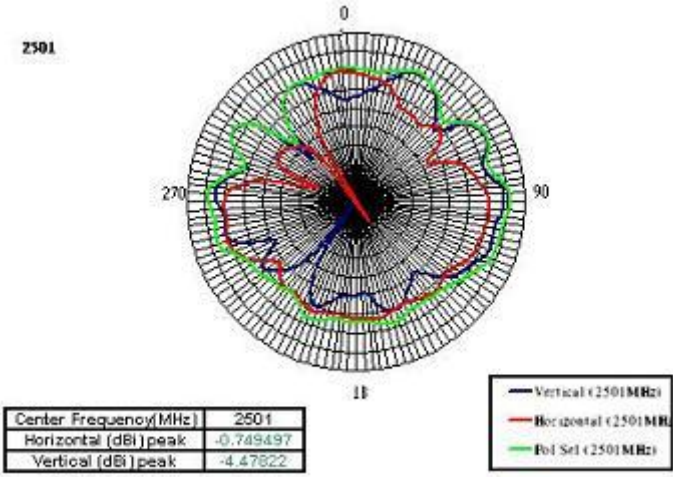 0
2501
270
90
18
Center Frequency(MHz) 2501
Horizontal (dBi) peak -0.749497
Vertical (dBi) peak -4.47822
Vertical (2501MHz)
Horizontal (2501MH
Pol Sel (2501MHz)